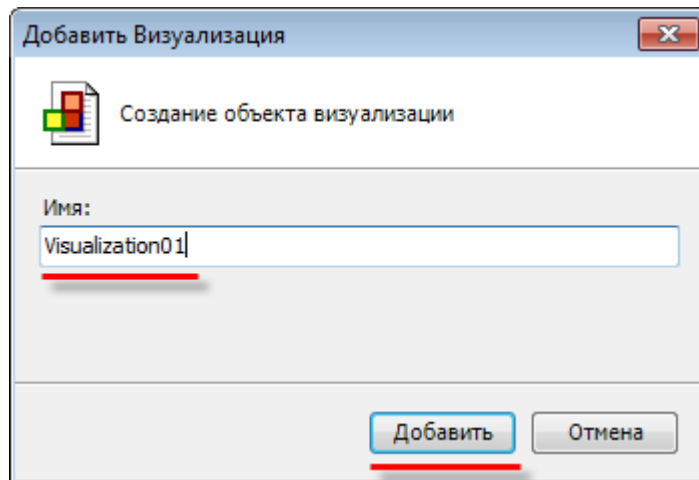 Добавить Визуализация
Создание объекта визуализации
Имя:
Visualization01
Добавить
Отмена